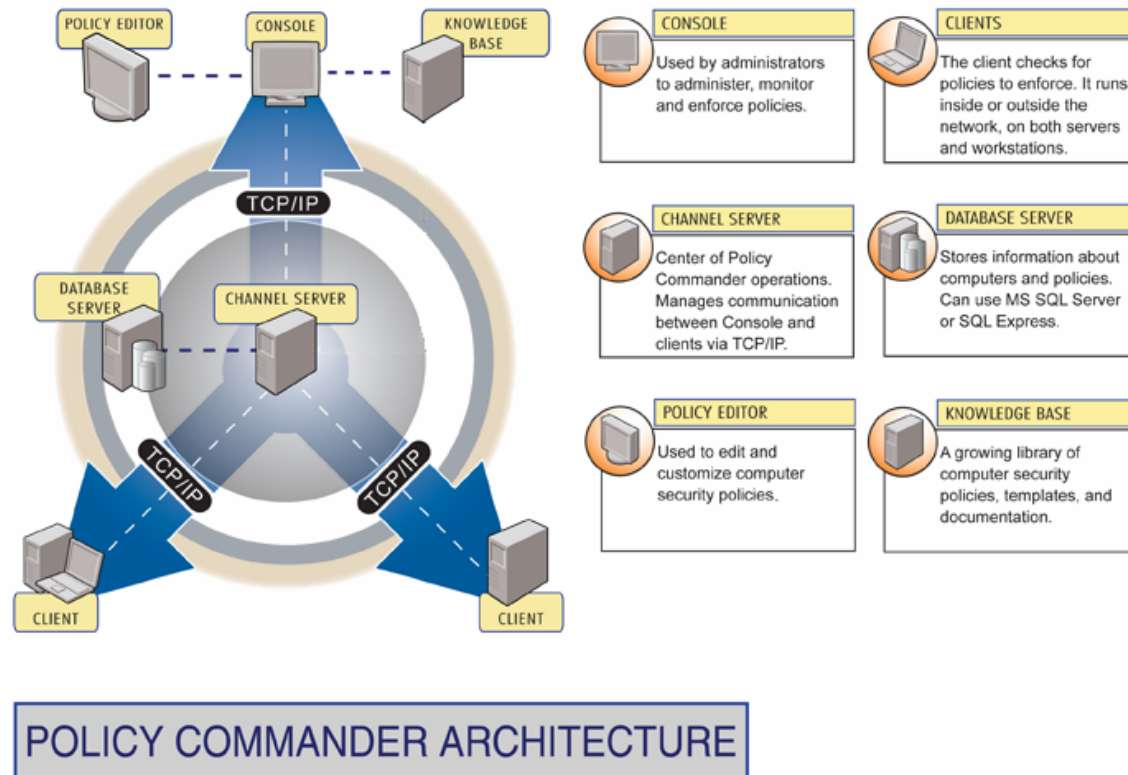 POLICY EDITOR
CONSOLE
KNOWLEDGE
BASE
TCP/IP
DATABASE
SERVER
CHANNEL SERVER
TCP/IP
TCP/IP
CLIENT
CLIENT
CONSOLE
Used by administrators
to administer, monitor
and enforce policies.
CLIENTS
The client checks for
policies to enforce. It runs
inside or outside the
network, on both servers
and workstations.
CHANNEL SERVER
Center of Policy
Commander operations.
Manages communication
between Console and
clients via TCP/IP.
DATABASE SERVER
Stores information about
computers and policies.
Can use MS SQL Server
or SQL Express.
POLICY EDITOR
Used to edit and
customize computer
security policies.
KNOWLEDGE BASE
A growing library of
computer security
policies, templates, and
documentation.
POLICY COMMANDER ARCHITECTURE